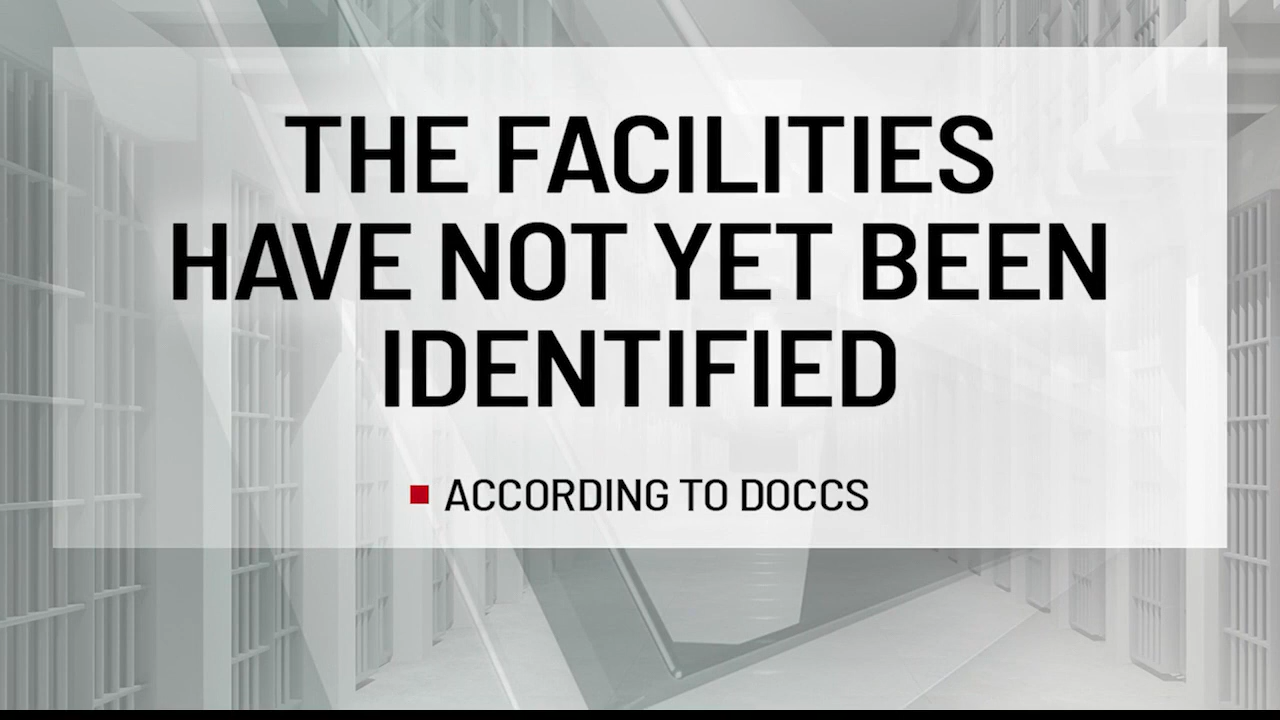 THE FACILITIES
HAVE NOT YET BEEN
IDENTIFIED
ACCORDING TO DOCCS